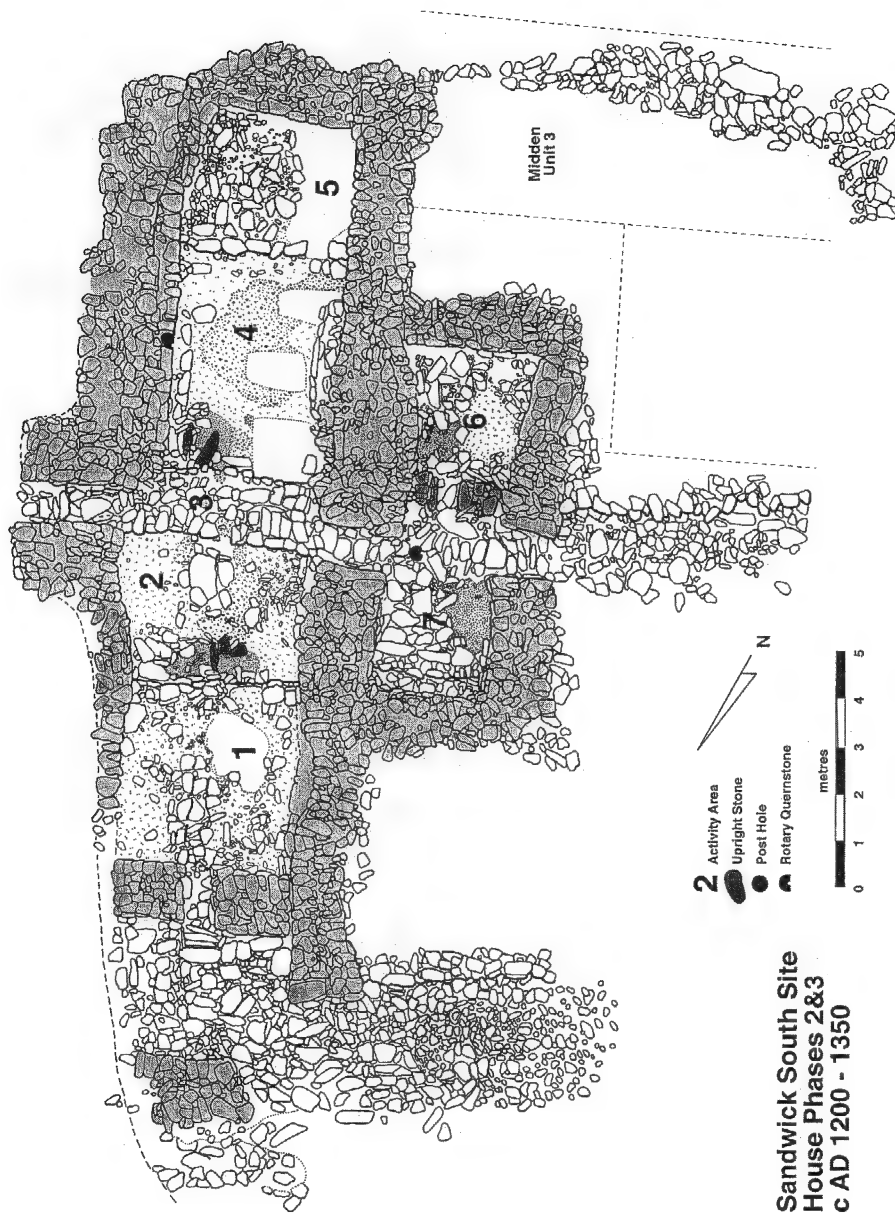 5
Midden
Unit 3
4
6
3
2
7
1
N
2 Activity Area
Upright Stone
Post Hole
Rotary Quernstone
0 1 2 3 4 5
metres
Sandwick South Site
House Phases 2&3
c AD 1200 - 1350